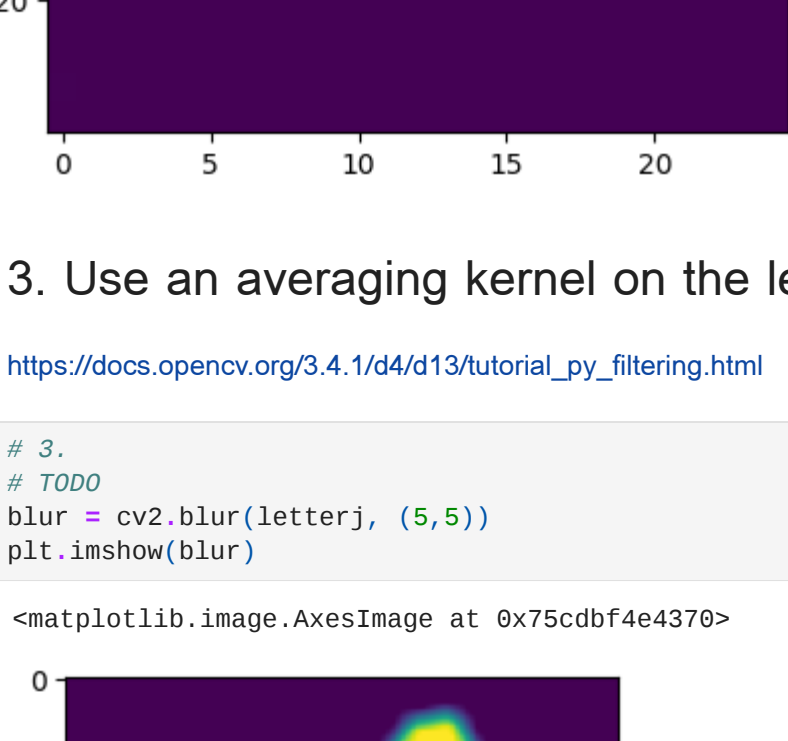 20
0 5 10 15 20
3. Use an averaging kernel on the
https://docs.opencv.org/3.4.1/d4/d13/tutorial_py_filtering.html
# 3.
# TODO
blur = cv2.blur(letterj, (5,5))
plt.imshow(blur)
<matplotlib.image.AxesImage at 0x75cdbf4e4370>
0